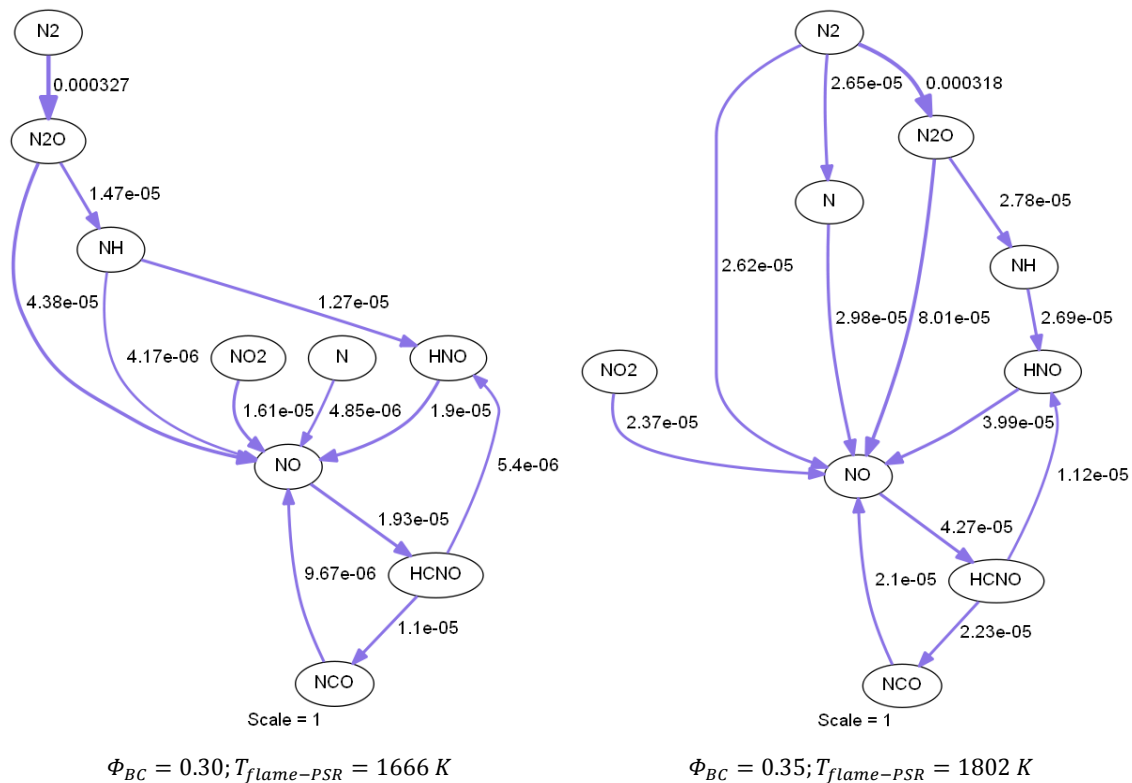 N2
0.000327
N2O
1.47e-05
NH
4.38e-05
1.27e-05
4.17e-06
NO2
N
HNO
1.61e-05
4.85e-06
1.9e-05
NO
5.4e-06
1.93e-05
9.67e-06
HCNO
1.1e-05
NCO
Scale = 1
Φ_BC = 0.30; T_flame−PSR = 1666 K
N2
2.65e-05
0.000318
N2O
N
2.78e-05
2.62e-05
NH
2.98e-05
8.01e-05
2.69e-05
NO2
HNO
2.37e-05
3.99e-05
NO
1.12e-05
4.27e-05
2.1e-05
HCNO
2.23e-05
NCO
Scale = 1
Φ_BC = 0.35; T_flame−PSR = 1802 K